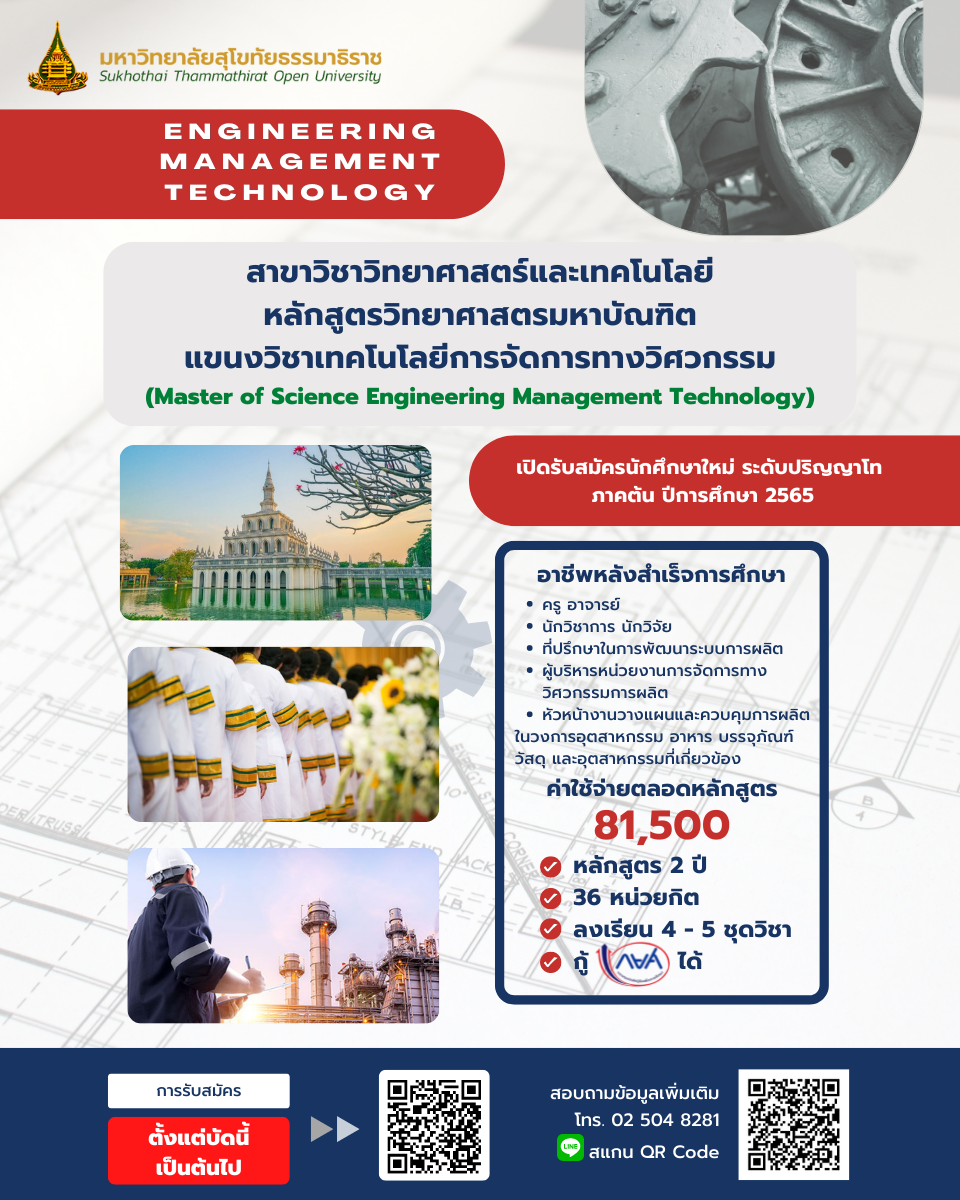 มหาวิทยาลัยสุโขทัยธรรมาธิราช
Sukhothai Thammathirat Open University
ENGINEERING
MANAGEMENT
TECHNOLOGY
สาขาวิชาวิทยาศาสตร์และเทคโนโลยี
หลักสูตรวิทยาศาสตรมหาบัณฑิต
แขนงวิชาเทคโนโลยีการจัดการทางวิศวกรรม
(Master of Science Engineering Management Technology)
เปิดรับสมัครนักศึกษาใหม่ ระดับปริญญาโท
ภาคต้น ปีการศึกษา 2565
อาชีพหลังสำเร็จการศึกษา
• ครู อาจารย์
• นักวิชาการ นักวิจัย
• ที่ปรึกษาในการพัฒนาระบบการผลิต
• ผู้บริหารหน่วยงานการจัดการทาง
วิศวกรรมการผลิต
• หัวหน้างานวางแผนและควบคุมการผลิต
ในวงการอุตสาหกรรม อาหาร บรรจุภัณฑ์
วัสดุ และอุตสาหกรรมที่เกี่ยวข้อง
ค่าใช้จ่ายตลอดหลักสูตร
81,500
หลักสูตร 2 ปี
36 หน่วยกิต
ลงเรียน 4 - 5 ชุดวิชา
กู้ กยศ ได้
การรับสมัคร
ตั้งแต่บัดนี้
เป็นต้นไป
สอบถามข้อมูลเพิ่มเติม
โทร. 02 504 8281
LINE สแกน QR Code